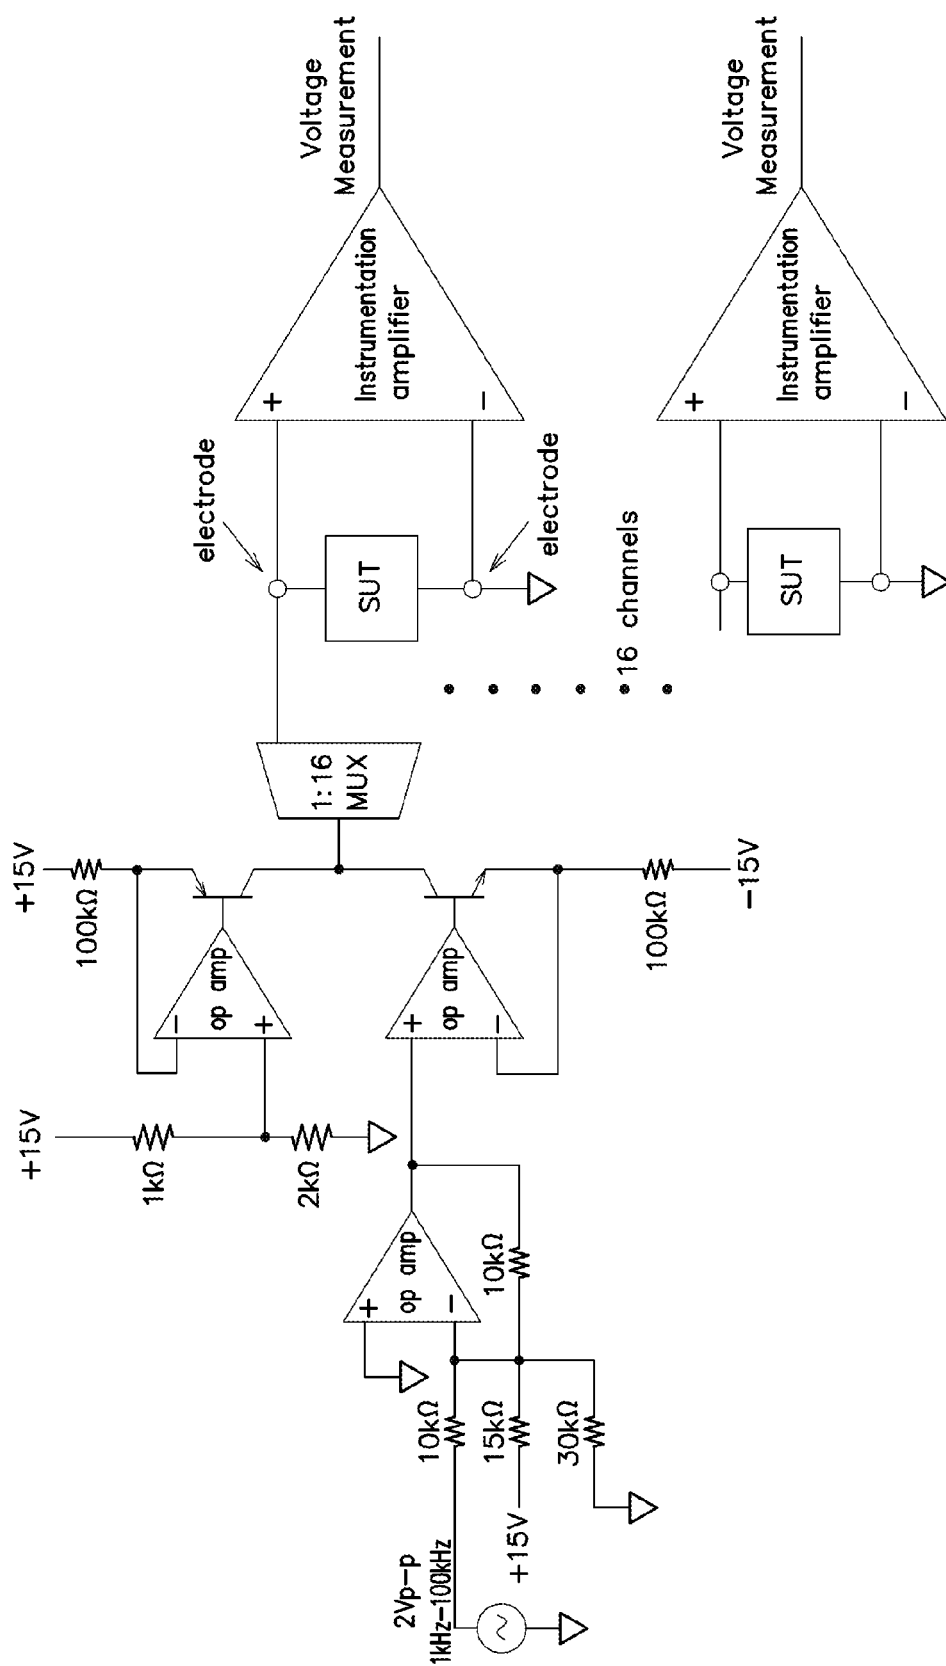 2Vp-p
1kHz-100kHz
10kΩ
+15V
15kΩ
30kΩ
+
-
op amp
10kΩ
+15V
1kΩ
2kΩ
-
+
op amp
+15V
100kΩ
+
-
op amp
100kΩ
-15V
1:16
MUX
16 channels
electrode
SUT
electrode
+
-
Instrumentation
amplifier
Voltage
Measurement
SUT
+
-
Instrumentation
amplifier
Voltage
Measurement